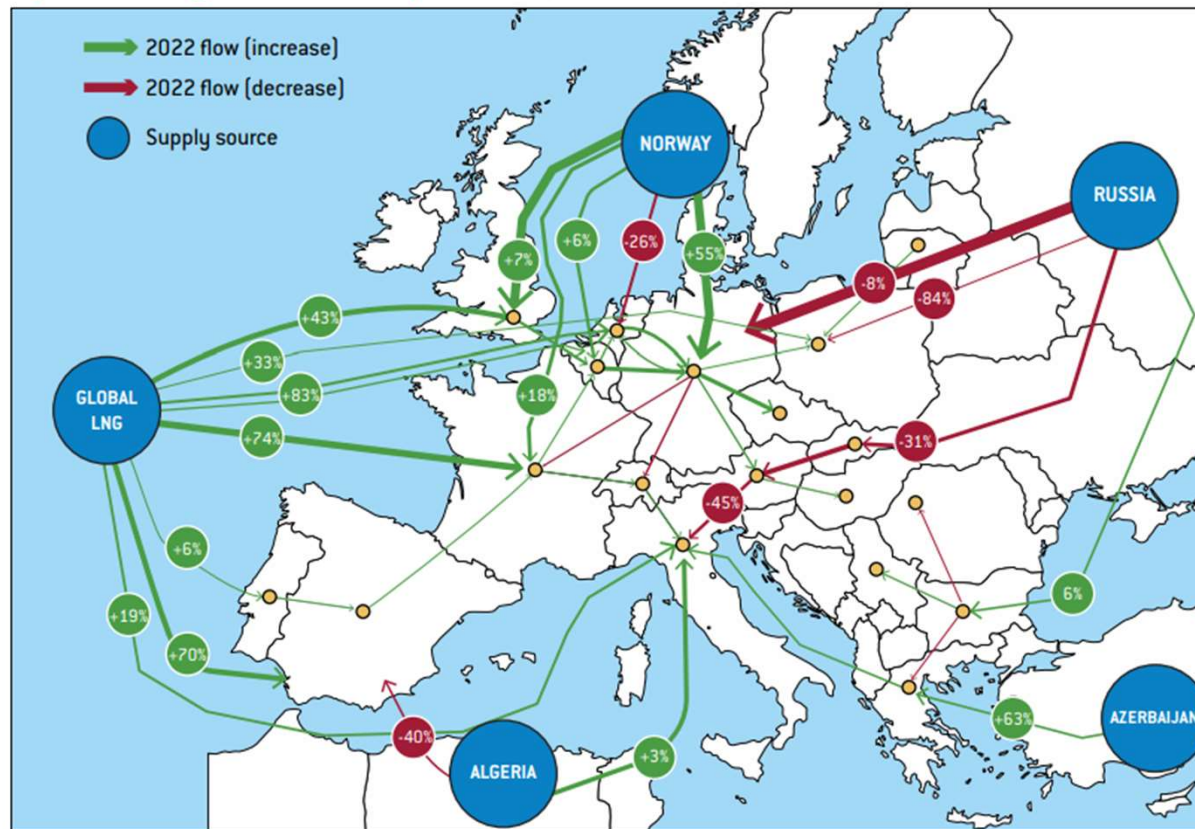 2022 flow (increase)
2022 flow (decrease)
Supply source
NORWAY
RUSSIA
+6%
-26%
+55%
+7%
-8%
-84%
+43%
+33%
+83%
+18%
GLOBAL
LNG
+74%
-31%
-45%
+6%
+19%
+70%
6%
-40%
ALGERIA
+3%
+63%
AZERBAIJAN